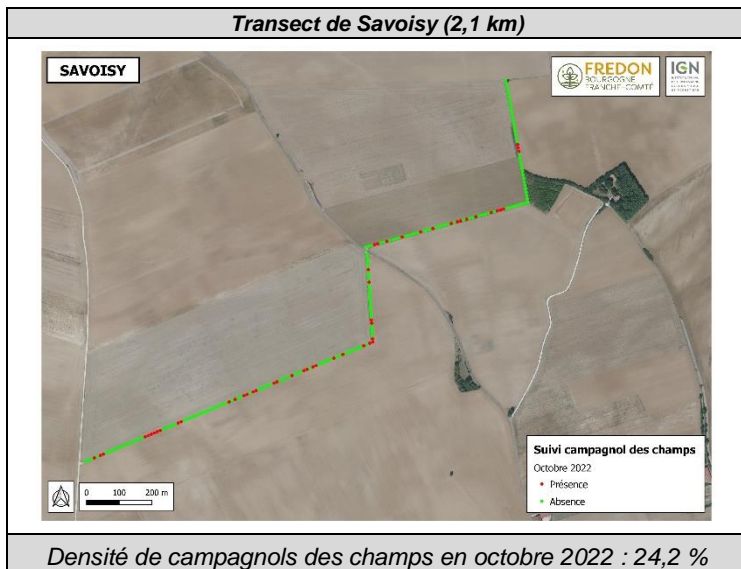 Transect de Savoisy (2,1 km)
SAVOISY
FREDON
BOURGOGNE
FRANCHE-COMTÉ
IGN
Suivi campagnol des champs
Octobre 2022
Présence
Absence
0 100 200 m
Densité de campagnols des champs en octobre 2022 : 24,2 %